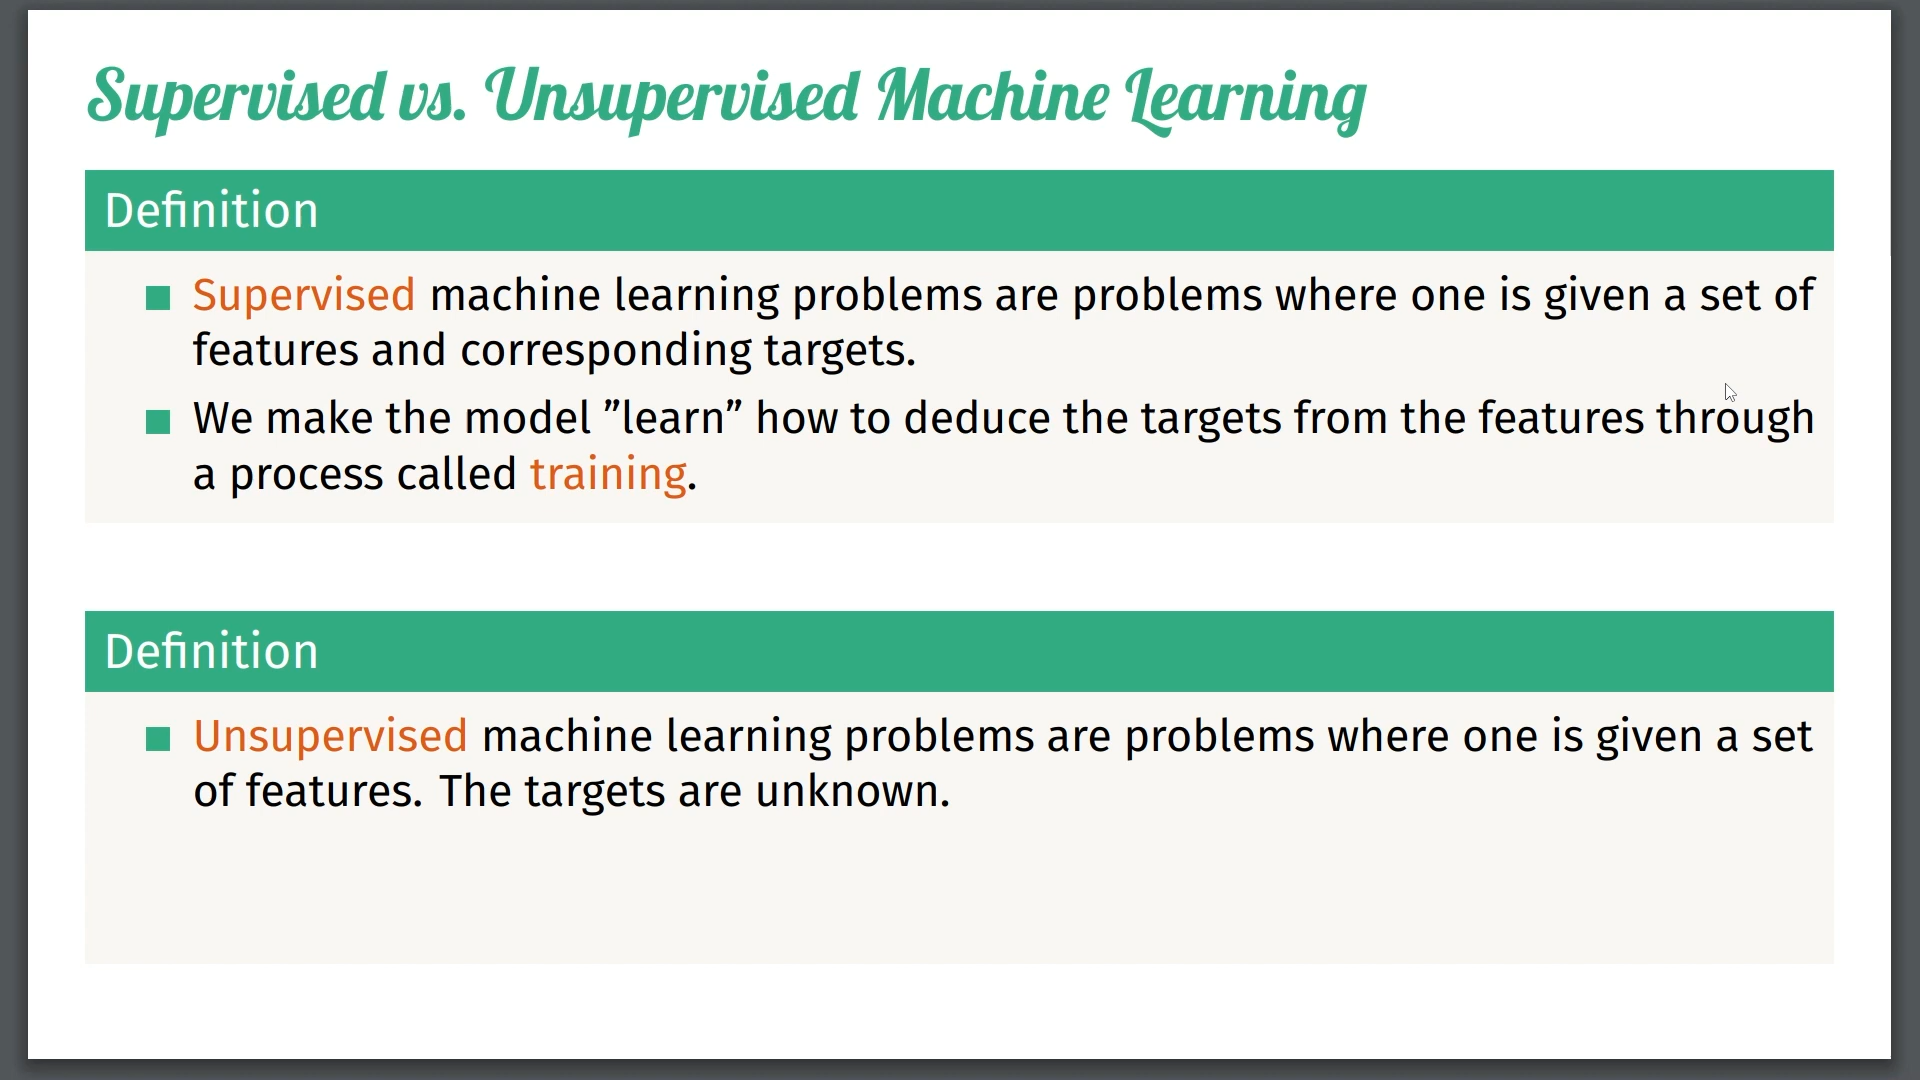 Supervised vs. Unsupervised Machine Learning
Definition
Supervised machine learning problems are problems where one is given a set of
features and corresponding targets.
We make the model ”learn” how to deduce the targets from the features through
a process called training.
Definition
Unsupervised machine learning problems are problems where one is given a set
of features. The targets are unknown.